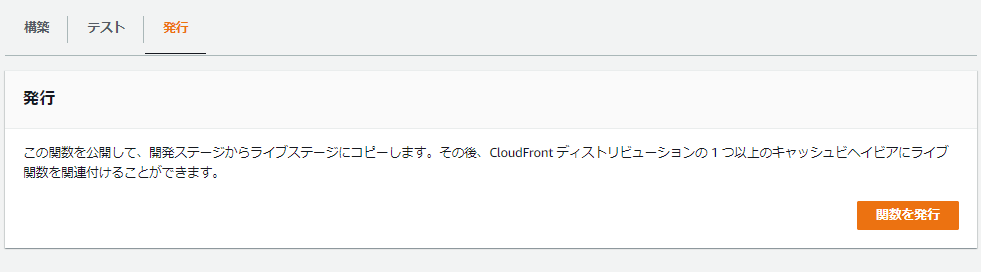 構築 テスト 発行
発行
この関数を公開して、開発ステージからライブステージにコピーします。その後、CloudFront ディストリビューションの 1 つ以上のキャッシュビヘイビアにライブ
関数を関連付けることができます。
関数を発行